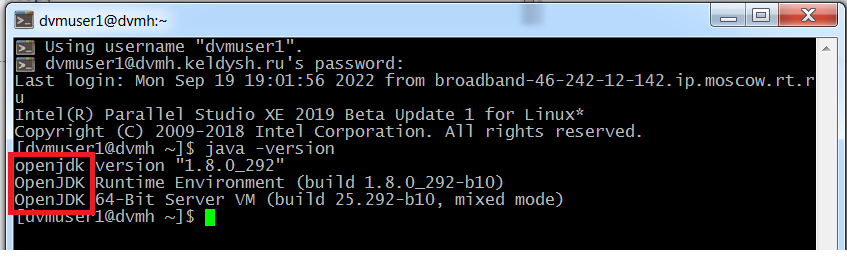 dvmuser1@dvmh:~
Using username "dvmuser1".
dvmuser1@dvmh.keldysh.ru's password:
Last login: Mon Sep 19 19:01:56 2022 from broadband-46-242-12-142.ip.moscow.rt.r
u
Intel(R) Parallel Studio XE 2019 Beta Update 1 for Linux*
Copyright (C) 2009-2018 Intel Corporation. All rights reserved.
[dvmuser1@dvmh ~]$ java -version
openjdk version "1.8.0_292"
OpenJDK Runtime Environment (build 1.8.0_292-b10)
OpenJDK 64-Bit Server VM (build 25.292-b10, mixed mode)
[dvmuser1@dvmh ~]$